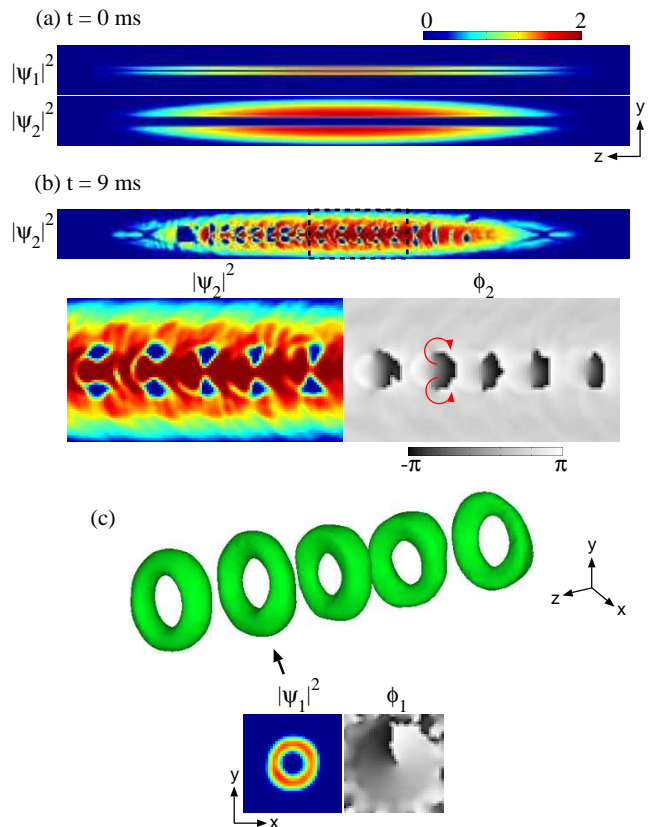 (a) t = 0 ms
0 2
|ψ₁|²
|ψ₂|²
y
z
(b) t = 9 ms
|ψ₂|²
|ψ₂|² ϕ₂
-π π
(c)
y
z
x
|ψ₁|² ϕ₁
y
x